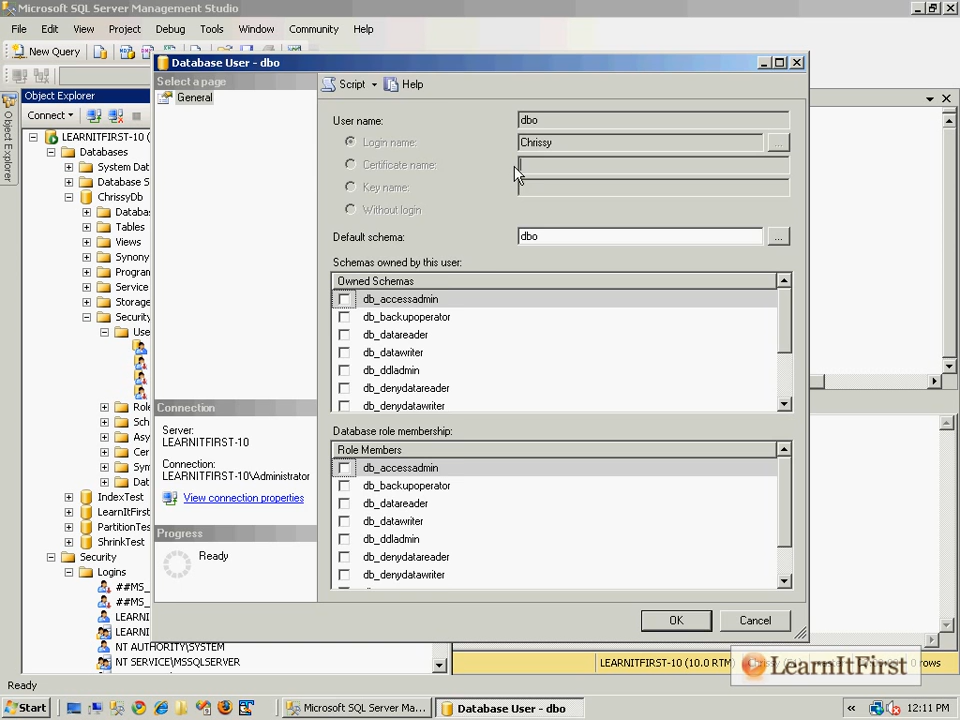 Microsoft SQL Server Management Studio
File Edit View Project Debug Tools Window Community Help
New Query
Database User - dbo
Select a page
General
Script Help
Object Explorer
Object Explorer
Connect
LEARNITFIRST-10 (
Databases
System Dat
Database S
ChrissyDb
Databa
Tables
Views
Synony
Program
Service
Storage
Security
Use
Role
Sch
Asy
Cer
Sym
Dat
IndexTest
LearnItFirst
PartitionTes
ShrinkTest
Security
Logins
##MS_
##MS_
LEARNI
LEARNI
NT AUTHORITY\SYSTEM
NT SERVICE\MSSQLSERVER
Connection
Server:
LEARNITFIRST-10
Connection:
LEARNITFIRST-10\Administrator
View connection properties
Progress
Ready
User name: dbo
Login name: Chrissy ...
Certificate name:
Key name:
Without login
Default schema: dbo ...
Schemas owned by this user:
Owned Schemas
db_accessadmin
db_backupoperator
db_datareader
db_datawriter
db_ddladmin
db_denydatareader
db_denydatawriter
Database role membership:
Role Members
db_accessadmin
db_backupoperator
db_datareader
db_datawriter
db_ddladmin
db_denydatareader
db_denydatawriter
OK Cancel
LEARNITFIRST-10 (10.0 RTM) 0 rows
LearnItFirst
Ready
Start Microsoft SQL Server Ma... Database User - dbo « 12:11 PM